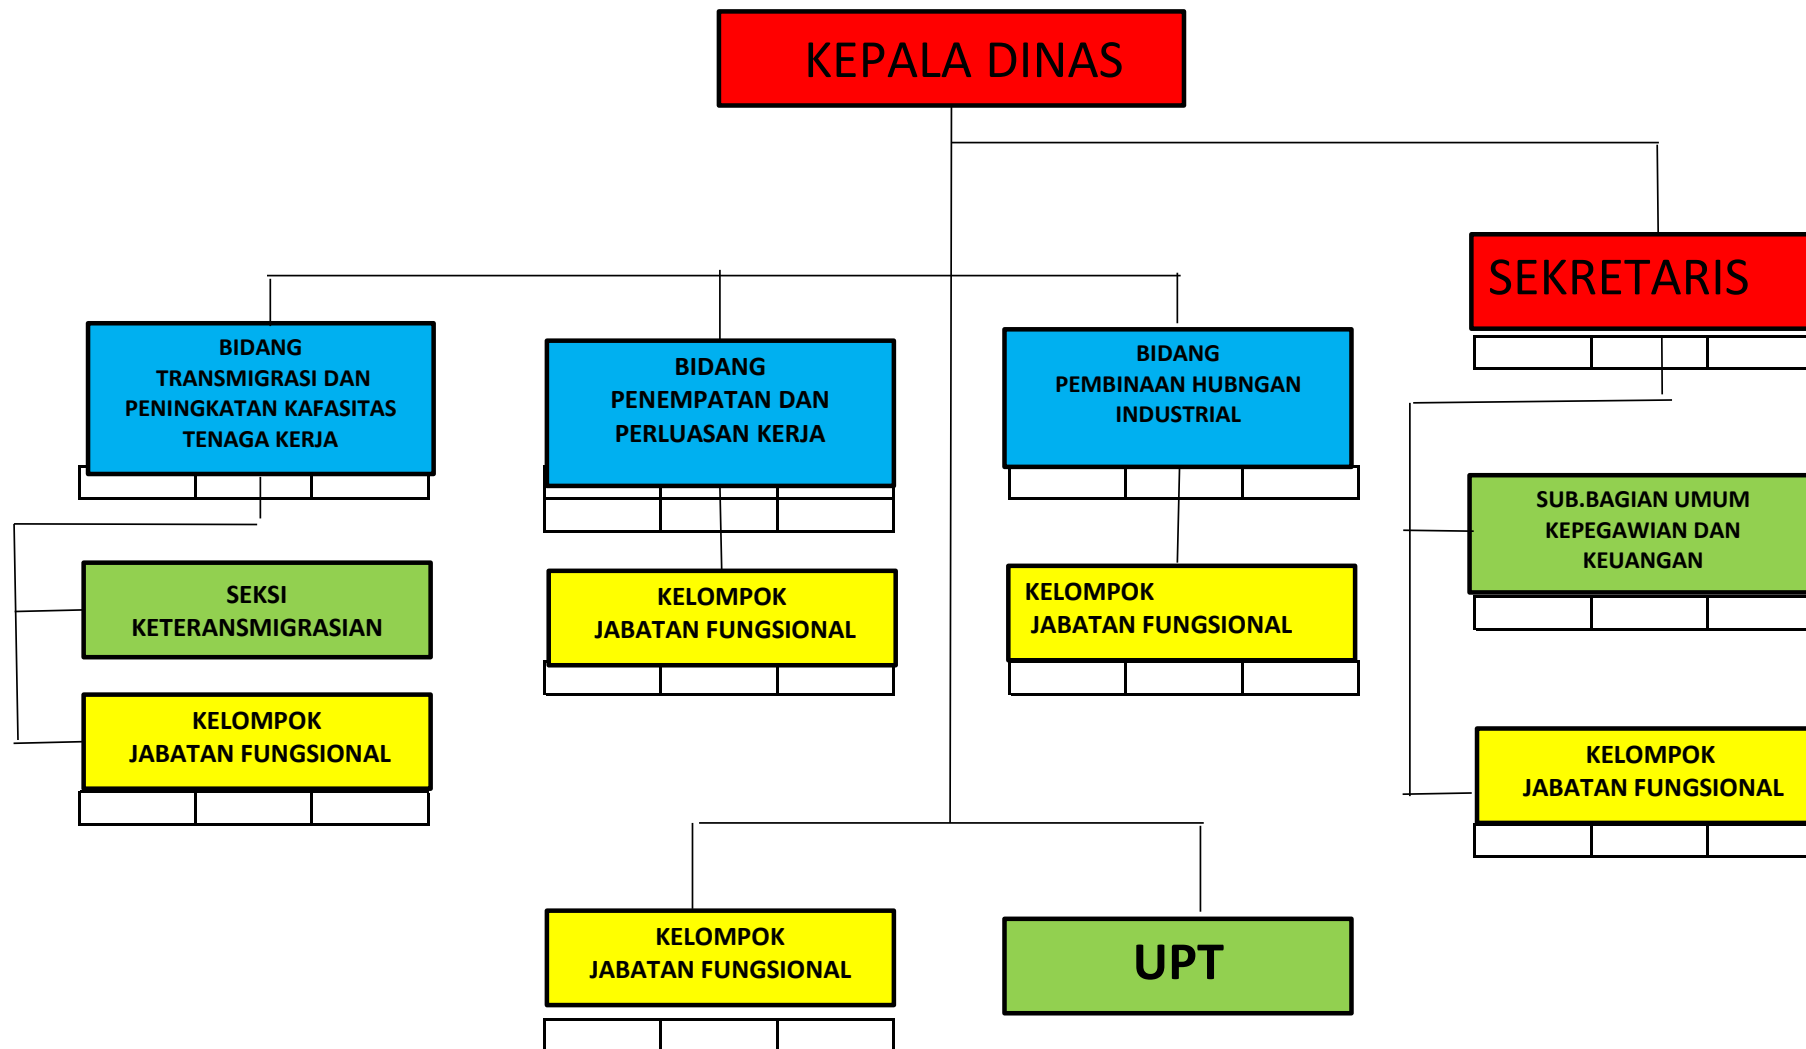 KEPALA DINAS
SEKRETARIS
BIDANG
TRANSMIGRASI DAN
PENINGKATAN KAFASITAS
TENAGA KERJA
BIDANG
PENEMPATAN DAN
PERLUASAN KERJA
BIDANG
PEMBINAAN HUBNGAN
INDUSTRIAL
SUB.BAGIAN UMUM
KEPEGAWIAN DAN
KEUANGAN
SEKSI
KETERANSMIGRASIAN
KELOMPOK
JABATAN FUNGSIONAL
KELOMPOK
JABATAN FUNGSIONAL
KELOMPOK
JABATAN FUNGSIONAL
KELOMPOK
JABATAN FUNGSIONAL
KELOMPOK
JABATAN FUNGSIONAL
UPT